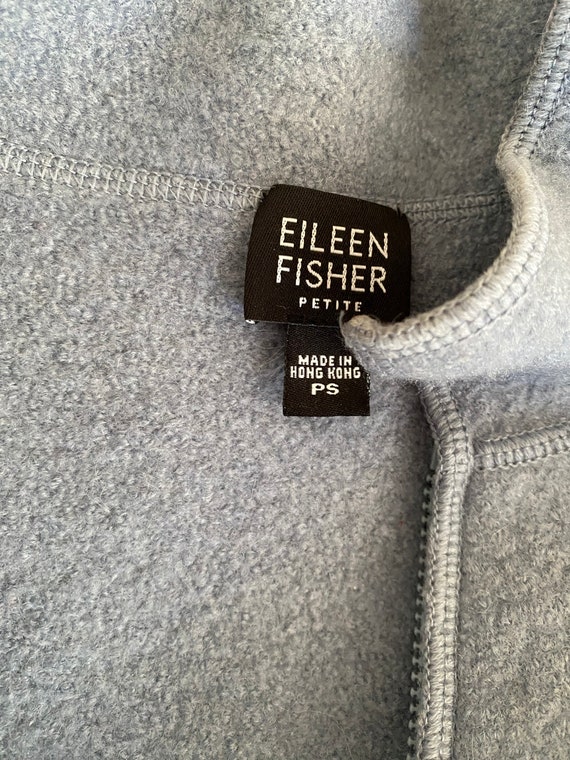 EILEEN
FISHER
PETITE
MADE IN
HONG KONG
PS